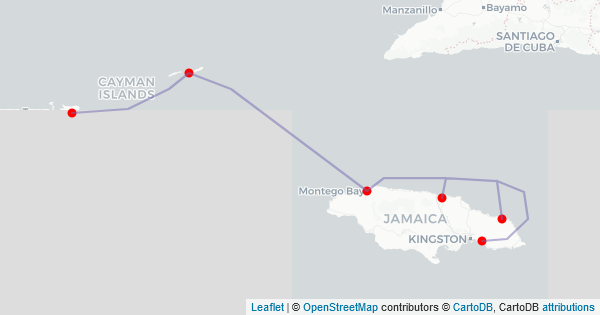 Manzanillo
Bayamo
SANTIAGO
DE CUBA
CAYMAN
ISLANDS
Montego Bay
JAMAICA
KINGSTON
Leaflet | © OpenStreetMap contributors © CartoDB, CartoDB attributions